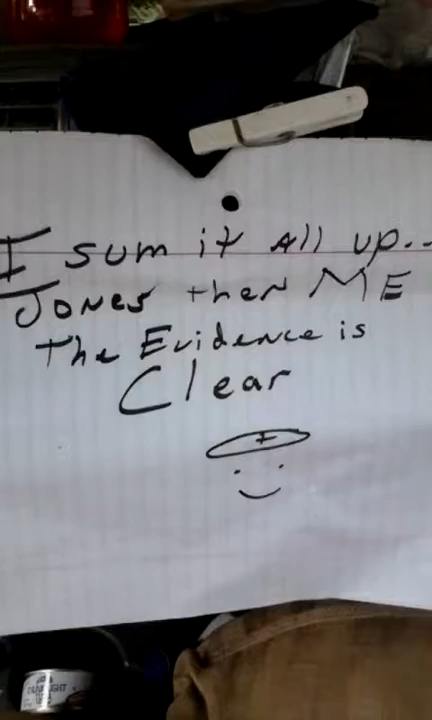 I sum it All up..
Jones then ME
the Evidence is
Clear